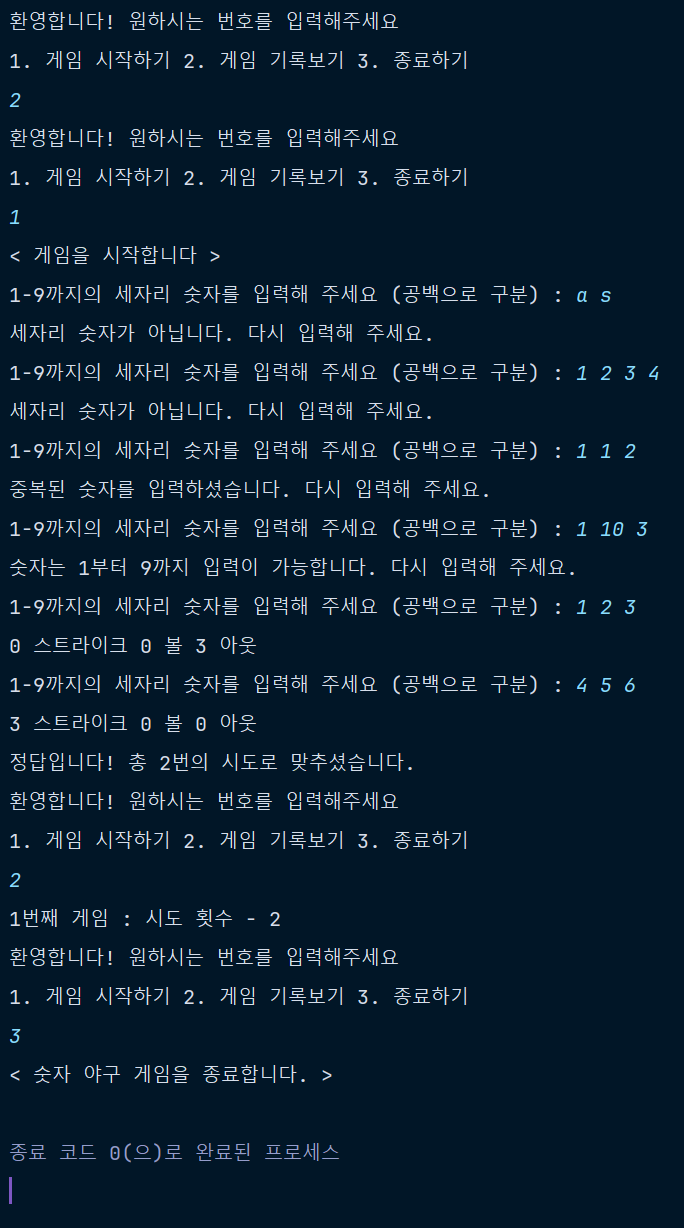 환영합니다! 원하시는 번호를 입력해주세요
1. 게임 시작하기 2. 게임 기록보기 3. 종료하기
2
환영합니다! 원하시는 번호를 입력해주세요
1. 게임 시작하기 2. 게임 기록보기 3. 종료하기
1
< 게임을 시작합니다 >
1-9까지의 세자리 숫자를 입력해 주세요 (공백으로 구분) : a s
세자리 숫자가 아닙니다. 다시 입력해 주세요.
1-9까지의 세자리 숫자를 입력해 주세요 (공백으로 구분) : 1 2 3 4
세자리 숫자가 아닙니다. 다시 입력해 주세요.
1-9까지의 세자리 숫자를 입력해 주세요 (공백으로 구분) : 1 1 2
중복된 숫자를 입력하셨습니다. 다시 입력해 주세요.
1-9까지의 세자리 숫자를 입력해 주세요 (공백으로 구분) : 1 10 3
숫자는 1부터 9까지 입력이 가능합니다. 다시 입력해 주세요.
1-9까지의 세자리 숫자를 입력해 주세요 (공백으로 구분) : 1 2 3
0 스트라이크 0 볼 3 아웃
1-9까지의 세자리 숫자를 입력해 주세요 (공백으로 구분) : 4 5 6
3 스트라이크 0 볼 0 아웃
정답입니다! 총 2번의 시도로 맞추셨습니다.
환영합니다! 원하시는 번호를 입력해주세요
1. 게임 시작하기 2. 게임 기록보기 3. 종료하기
2
1번째 게임 : 시도 횟수 - 2
환영합니다! 원하시는 번호를 입력해주세요
1. 게임 시작하기 2. 게임 기록보기 3. 종료하기
3
< 숫자 야구 게임을 종료합니다. >
종료 코드 0(으)로 완료된 프로세스